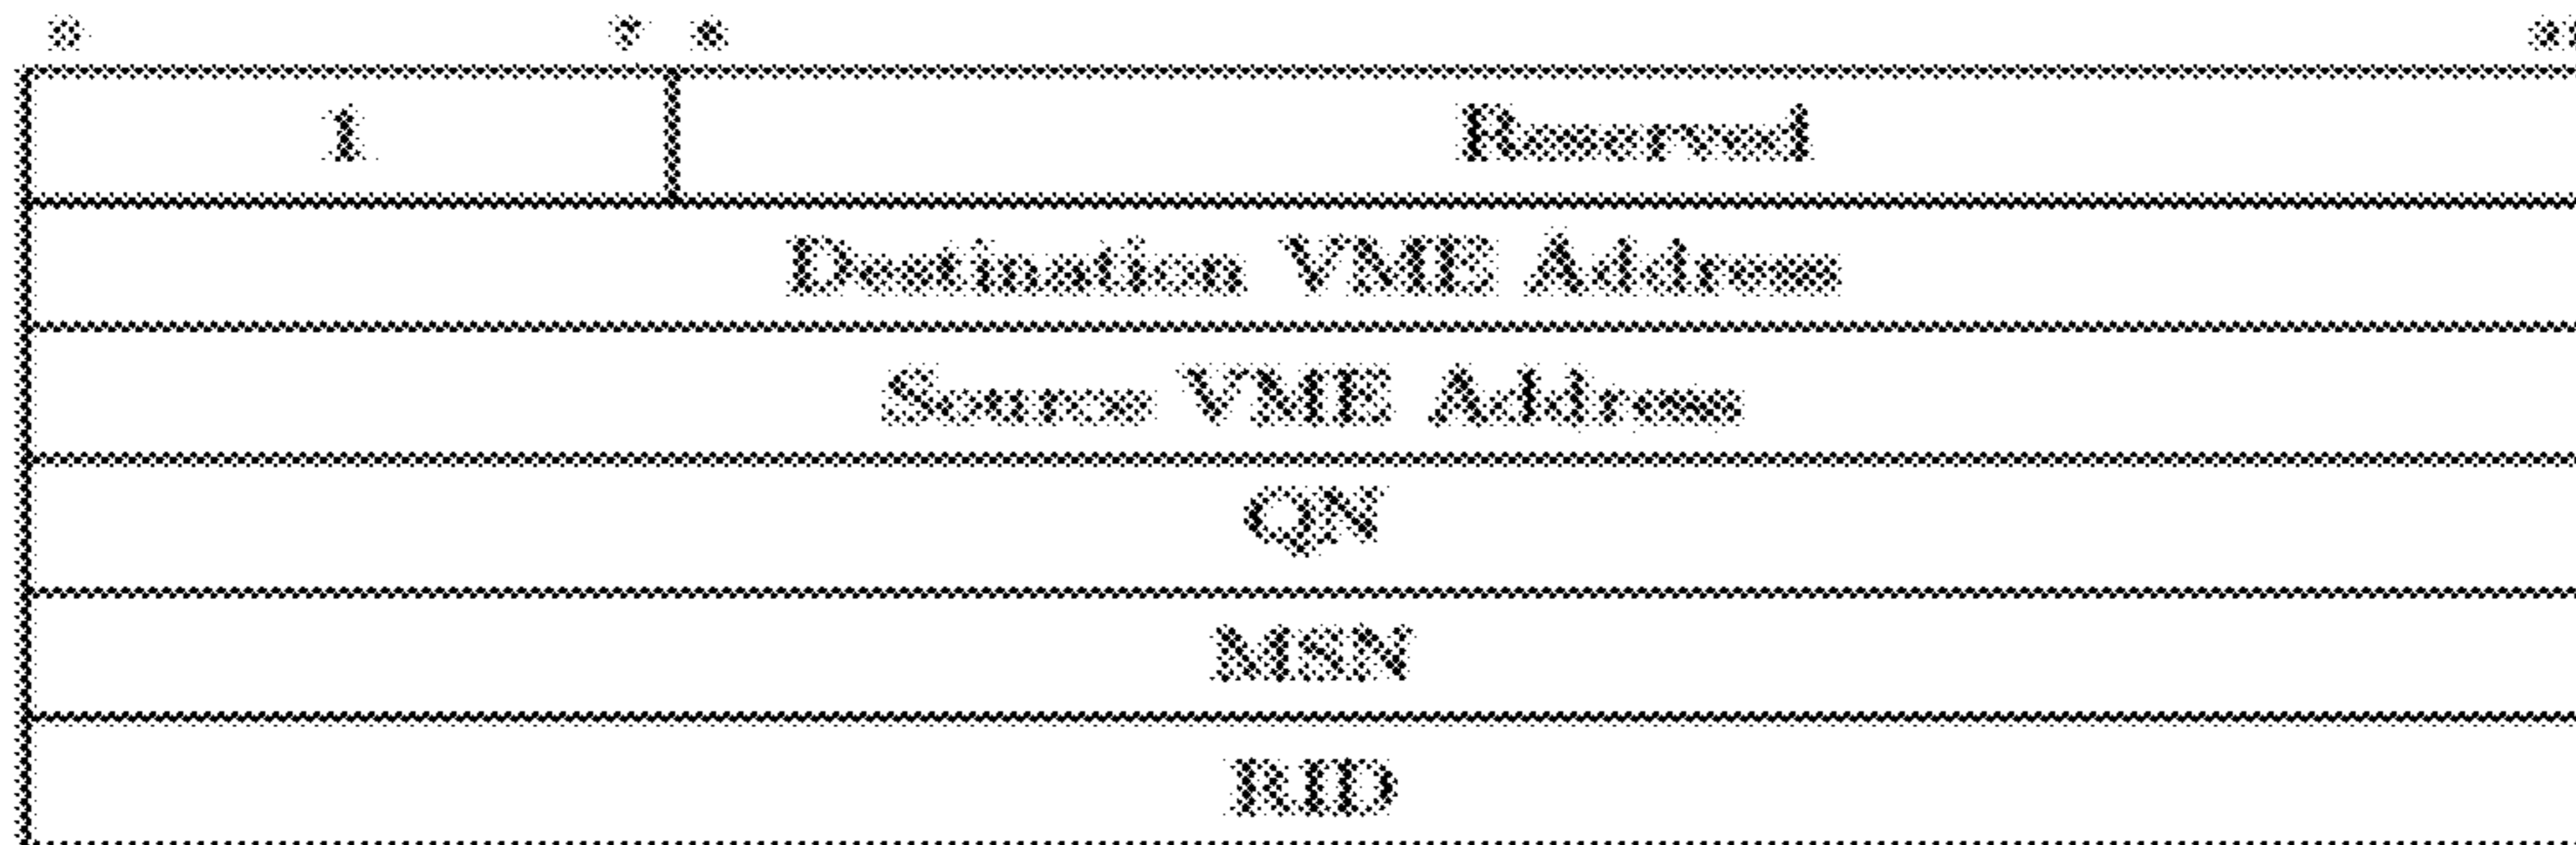 0 7 8
1 Reserved
Destination VME Address
Source VME Address
QN
MSN
RID